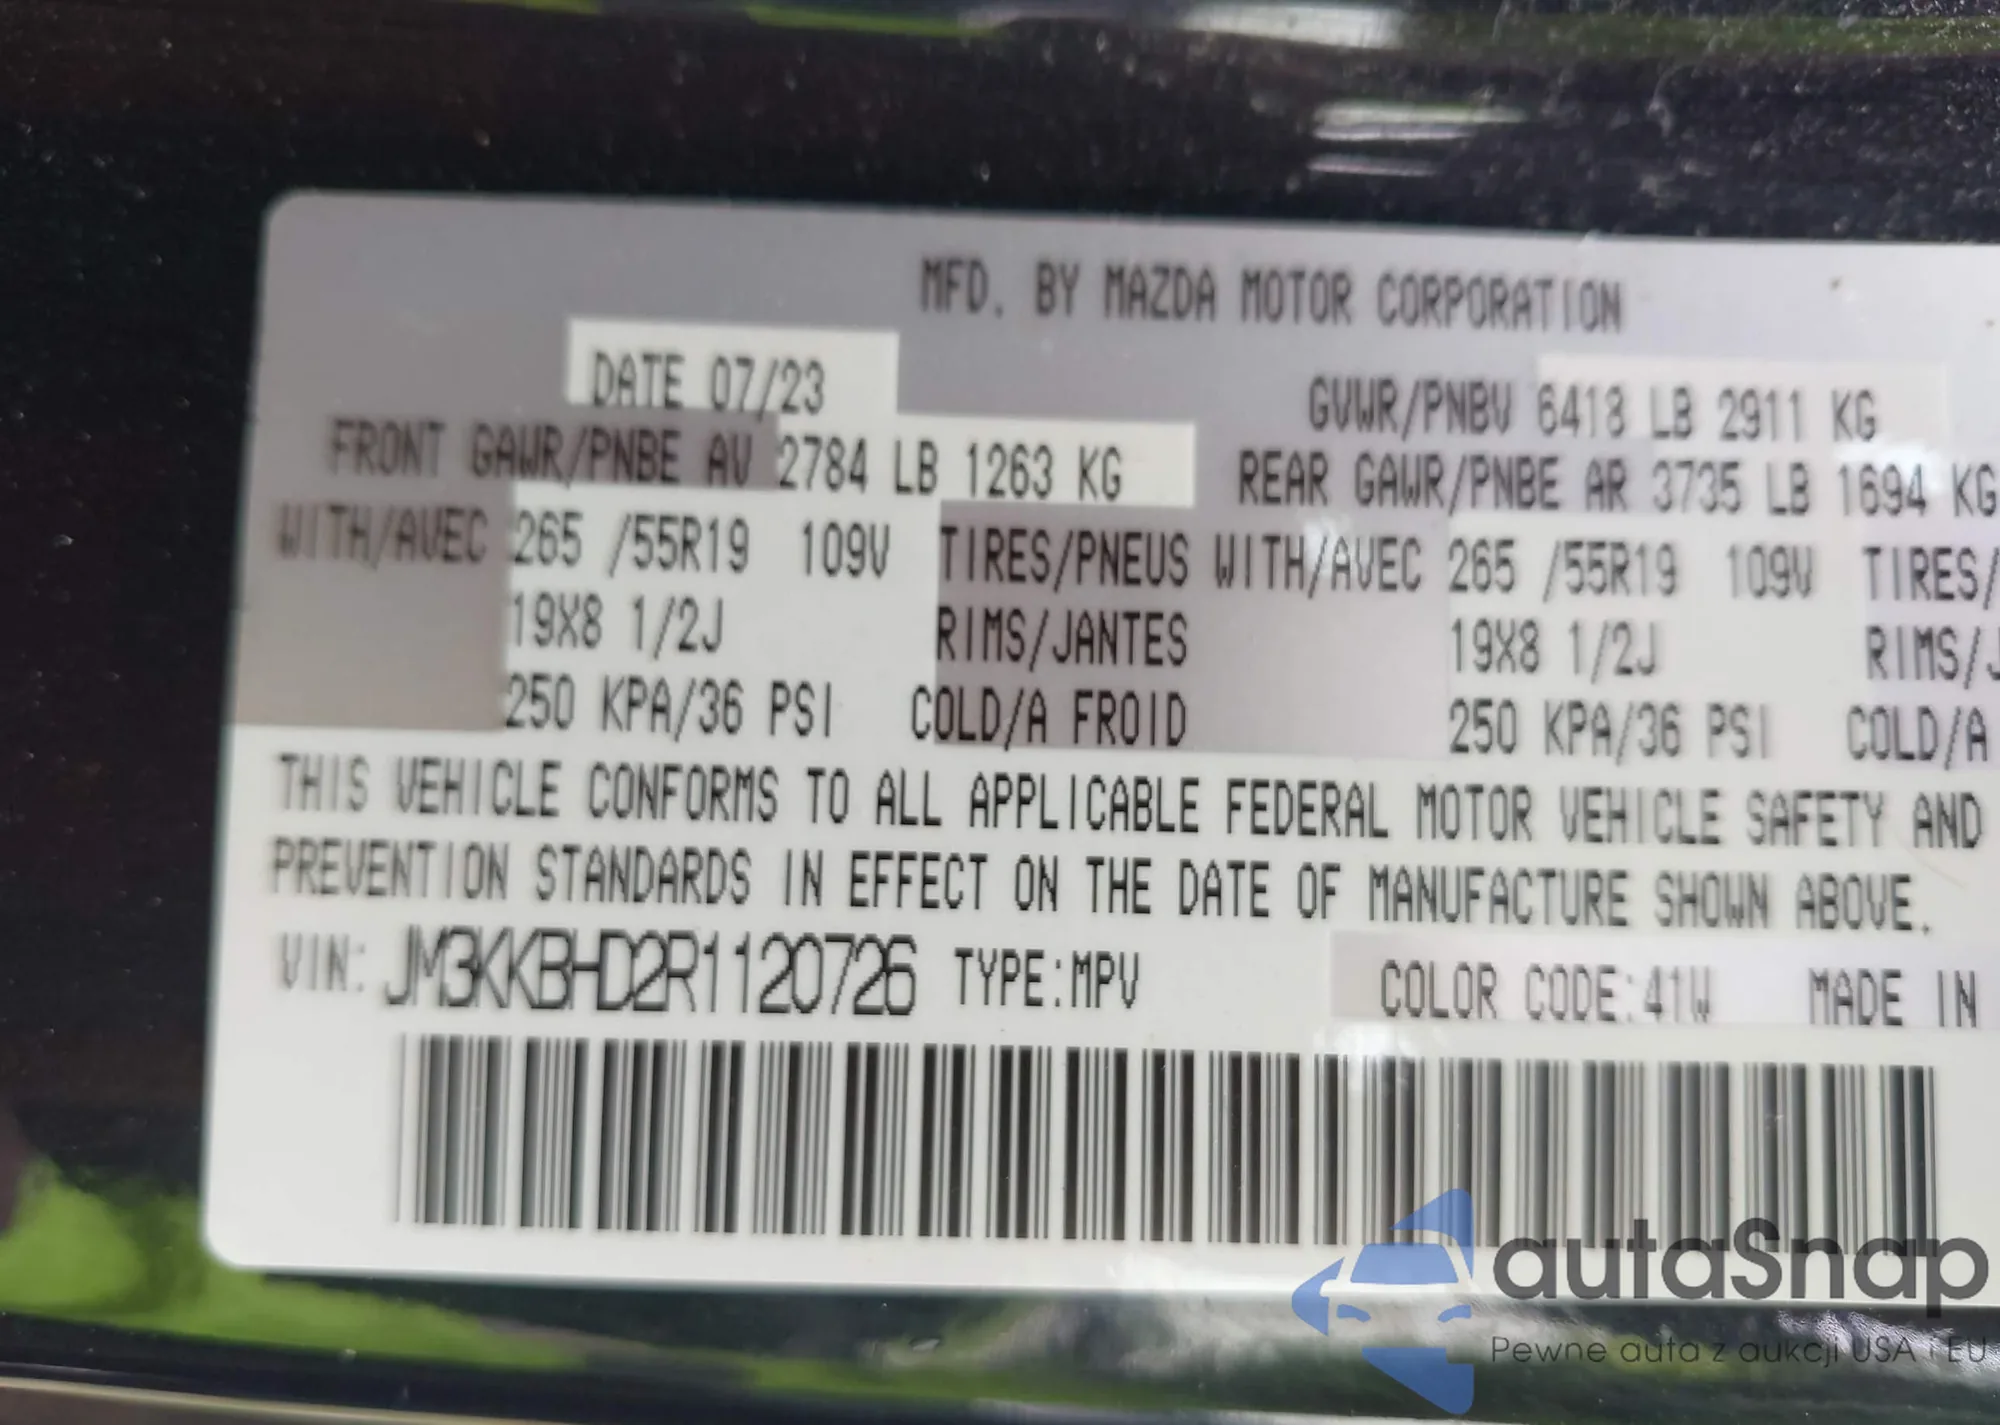 MFD. BY MAZDA MOTOR CORPORATION
DATE 07/23 GVWR/PNBV 6418 LB 2911 KG
FRONT GAWR/PNBE AV 2784 LB 1263 KG REAR GAWR/PNBE AR 3735 LB 1694 KG
WITH/AVEC 265 /55R19 109V TIRES/PNEUS WITH/AVEC 265 /55R19 109V TIRES/
19X8 1/2J RIMS/JANTES 19X8 1/2J RIMS/J
250 KPA/36 PSI COLD/A FROID 250 KPA/36 PSI COLD/A
THIS VEHICLE CONFORMS TO ALL APPLICABLE FEDERAL MOTOR VEHICLE SAFETY AND
PREVENTION STANDARDS IN EFFECT ON THE DATE OF MANUFACTURE SHOWN ABOVE.
VIN: JM3KKBHD2R1120726 TYPE:MPV COLOR CODE:41W MADE IN
autaSnap
Pewne auta z aukcji USA i EU